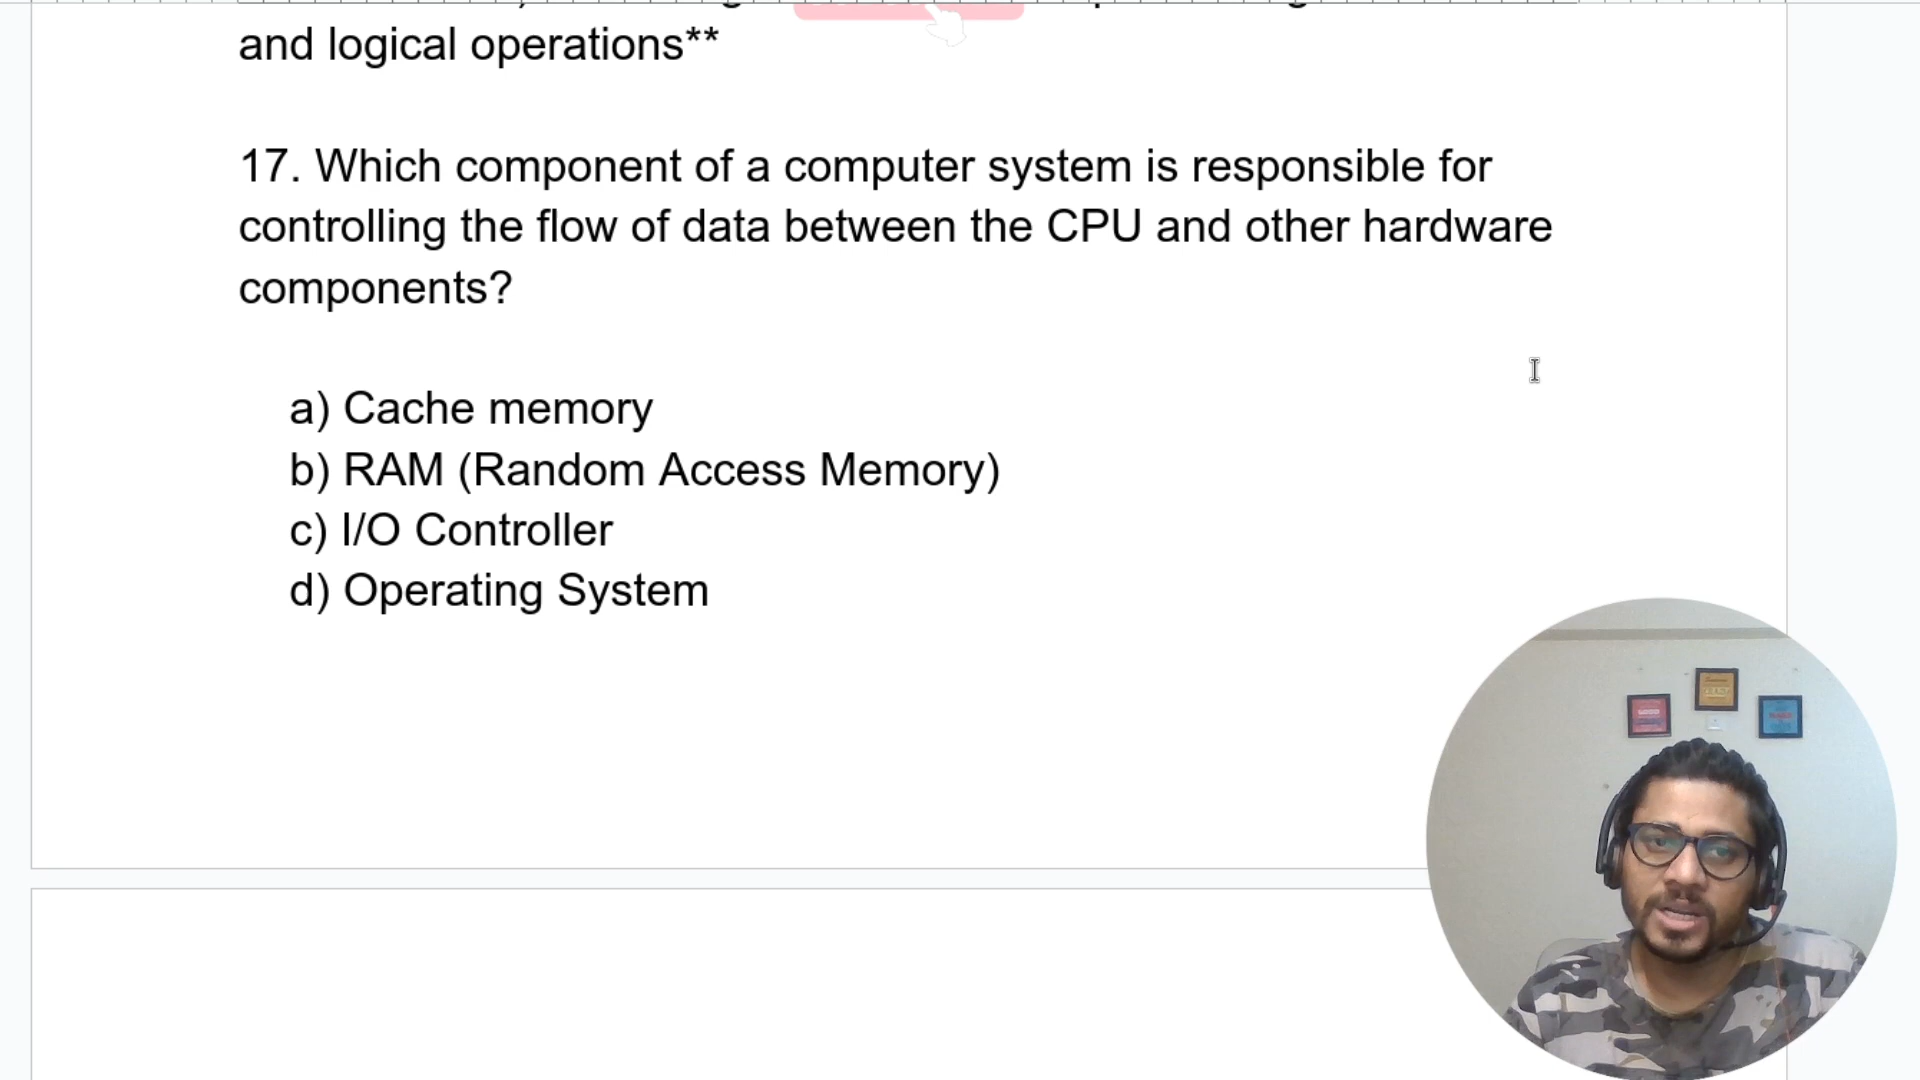 and logical operations**
17. Which component of a computer system is responsible for
controlling the flow of data between the CPU and other hardware
components?
a) Cache memory
b) RAM (Random Access Memory)
c) I/O Controller
d) Operating System